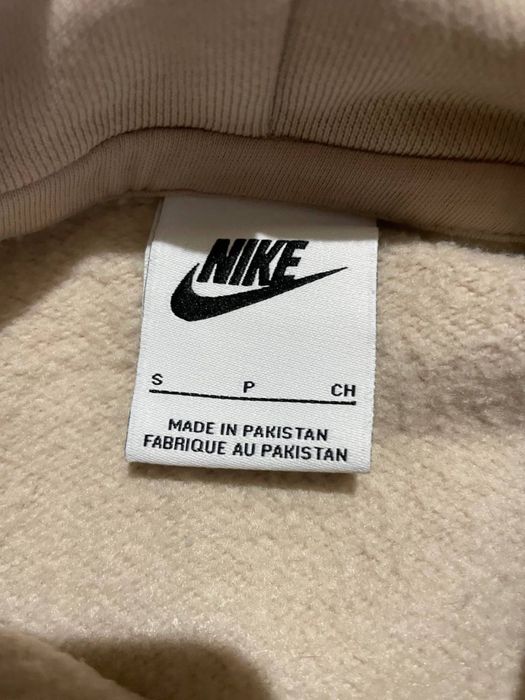 NIKE
S P CH
MADE IN PAKISTAN
FABRIQUE AU PAKISTAN